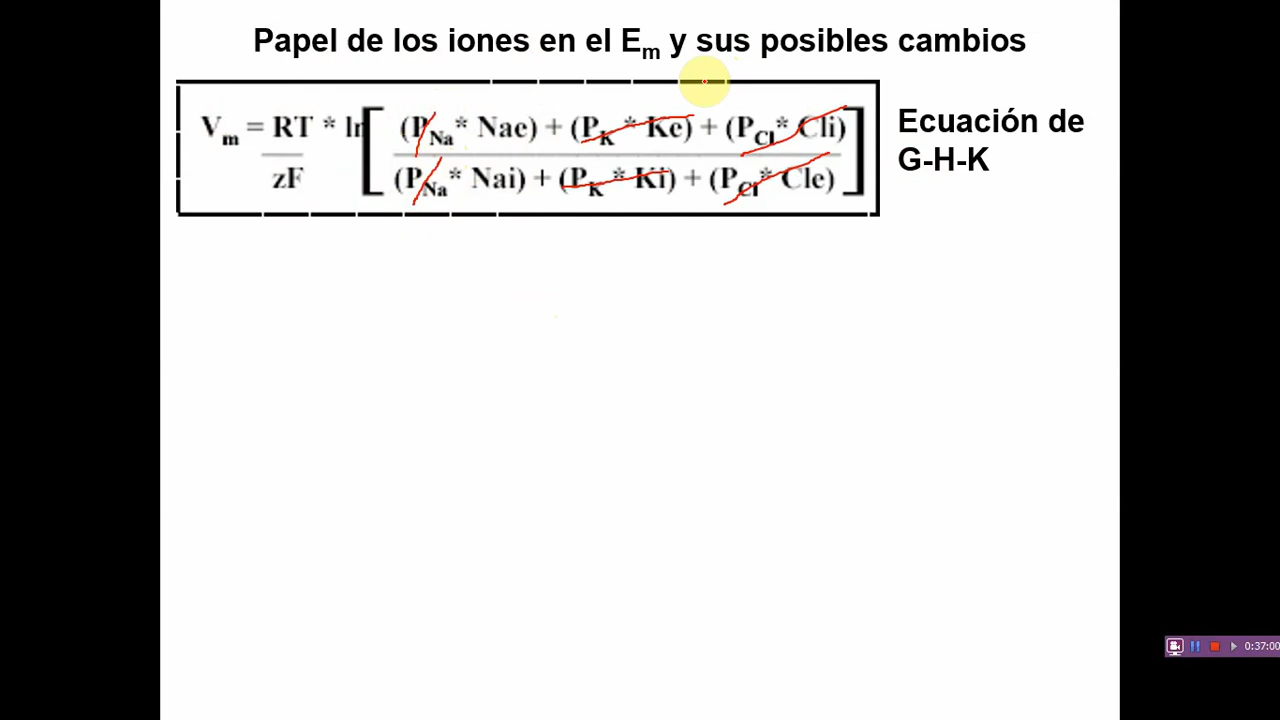 Papel de los iones en el Em y sus posibles cambios
Vm = RT * ln [ (PNa* Nae) + (PK * Ke) + (PCl* Cli) ]
zF (PNa* Nai) + (PK * Ki) + (PCl* Cle)
Ecuación de
G-H-K
0:37:00